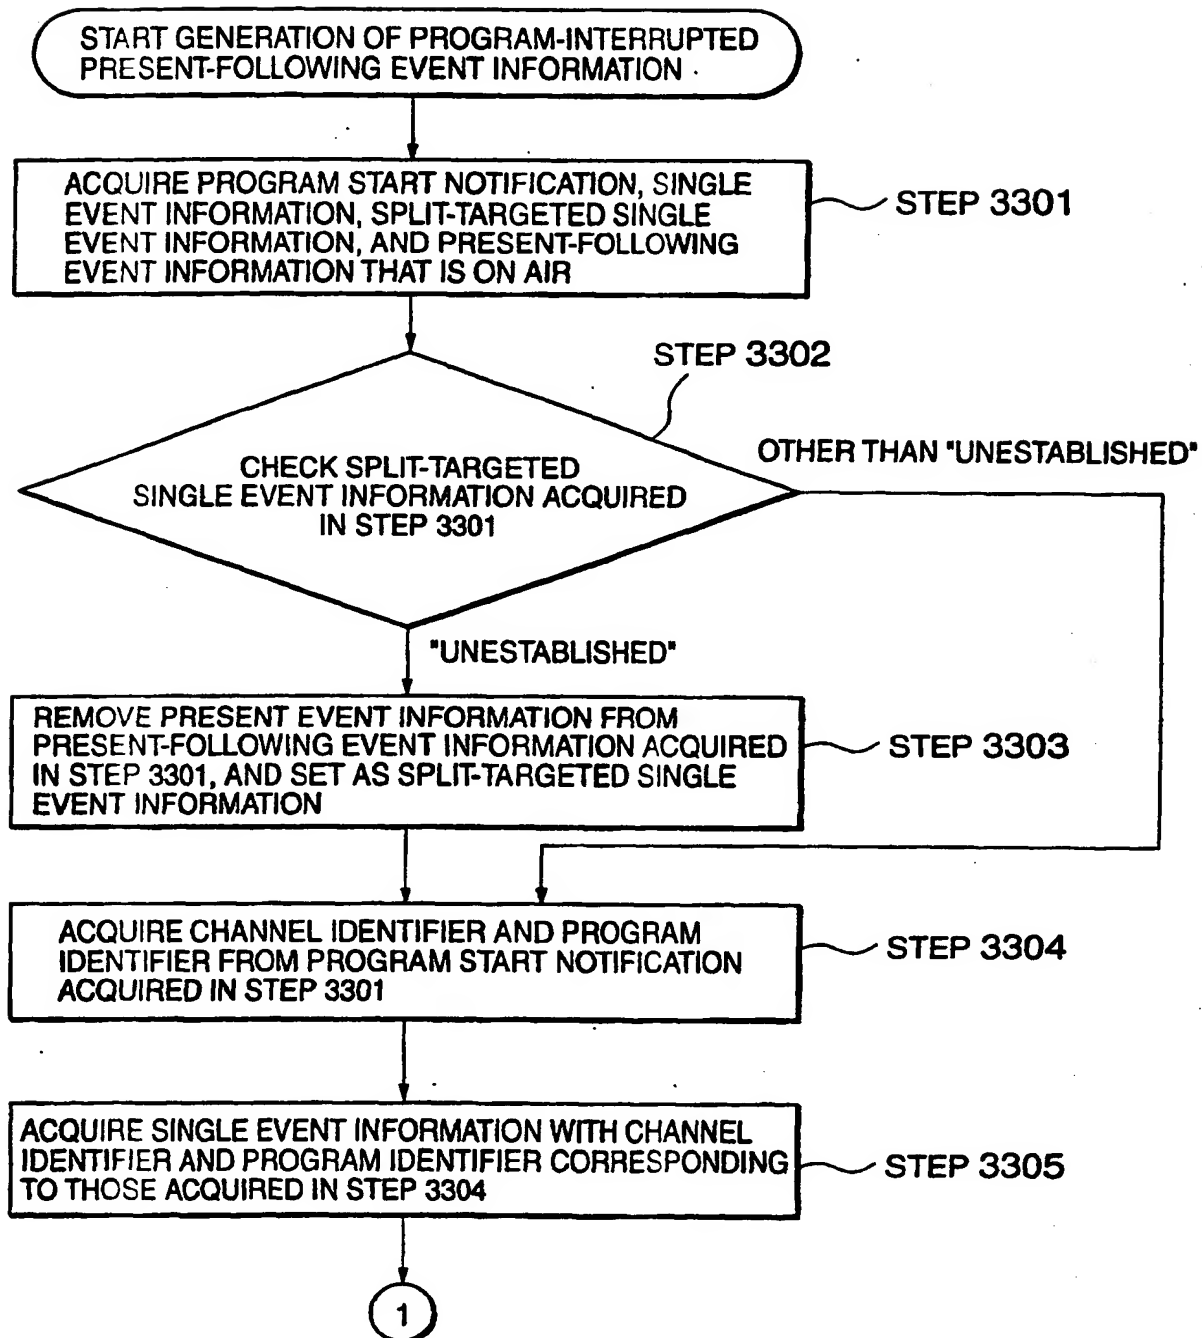 START GENERATION OF PROGRAM-INTERRUPTED
PRESENT-FOLLOWING EVENT INFORMATION
ACQUIRE PROGRAM START NOTIFICATION, SINGLE
EVENT INFORMATION, SPLIT-TARGETED SINGLE
EVENT INFORMATION, AND PRESENT-FOLLOWING
EVENT INFORMATION THAT IS ON AIR
STEP 3301
STEP 3302
CHECK SPLIT-TARGETED
SINGLE EVENT INFORMATION ACQUIRED
IN STEP 3301
OTHER THAN "UNESTABLISHED"
"UNESTABLISHED"
REMOVE PRESENT EVENT INFORMATION FROM
PRESENT-FOLLOWING EVENT INFORMATION ACQUIRED
IN STEP 3301, AND SET AS SPLIT-TARGETED SINGLE
EVENT INFORMATION
STEP 3303
ACQUIRE CHANNEL IDENTIFIER AND PROGRAM
IDENTIFIER FROM PROGRAM START NOTIFICATION
ACQUIRED IN STEP 3301
STEP 3304
ACQUIRE SINGLE EVENT INFORMATION WITH CHANNEL
IDENTIFIER AND PROGRAM IDENTIFIER CORRESPONDING
TO THOSE ACQUIRED IN STEP 3304
STEP 3305
1